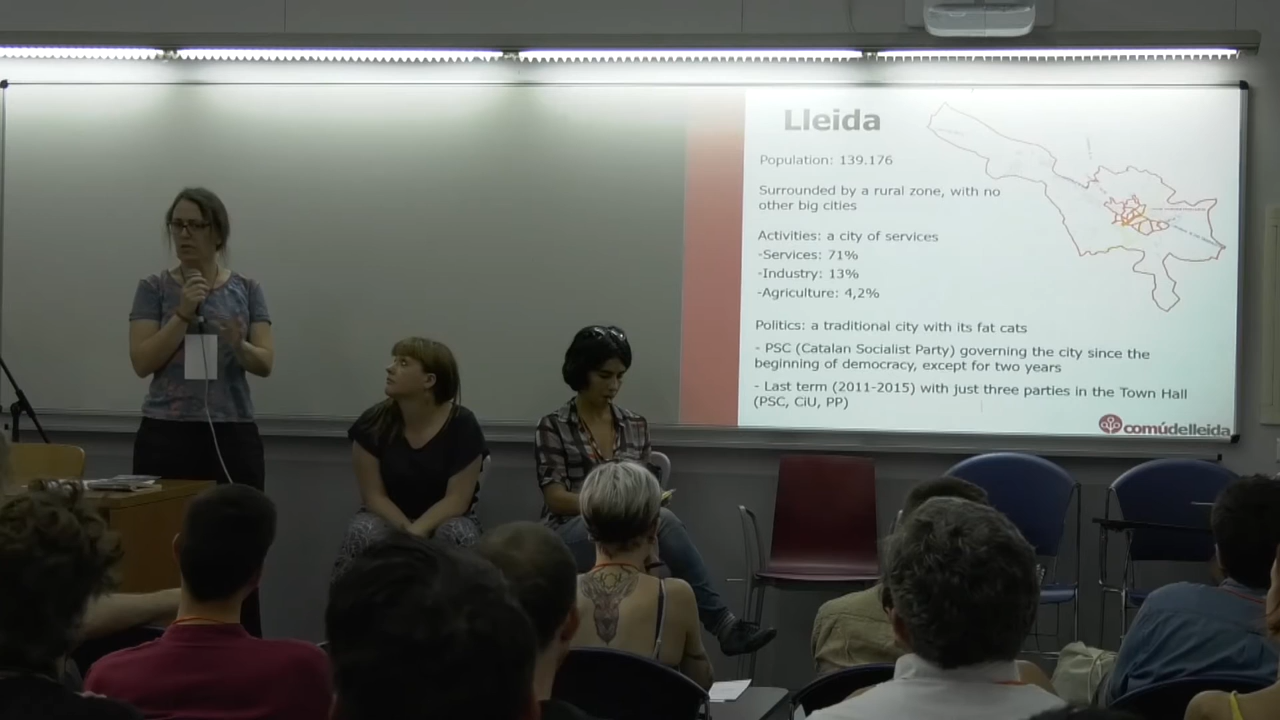 Lleida
Population: 139.176
Surrounded by a rural zone, with no
other big cities
Activities: a city of services
-Services: 71%
-Industry: 13%
-Agriculture: 4,2%
Politics: a traditional city with its fat cats
- PSC (Catalan Socialist Party) governing the city since the
beginning of democracy, except for two years
- Last term (2011-2015) with just three parties in the Town Hall
(PSC, CiU, PP)
comúdelleida